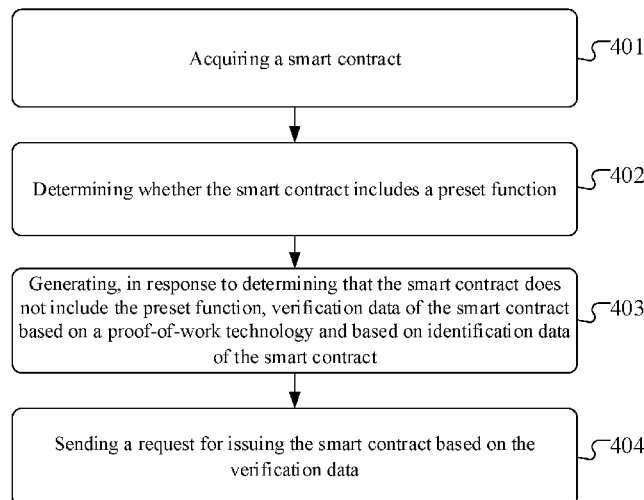 Acquiring a smart contract
401
Determining whether the smart contract includes a preset function
402
Generating, in response to determining that the smart contract does
not include the preset function, verification data of the smart contract
based on a proof-of-work technology and based on identification data
of the smart contract
403
Sending a request for issuing the smart contract based on the
verification data
404